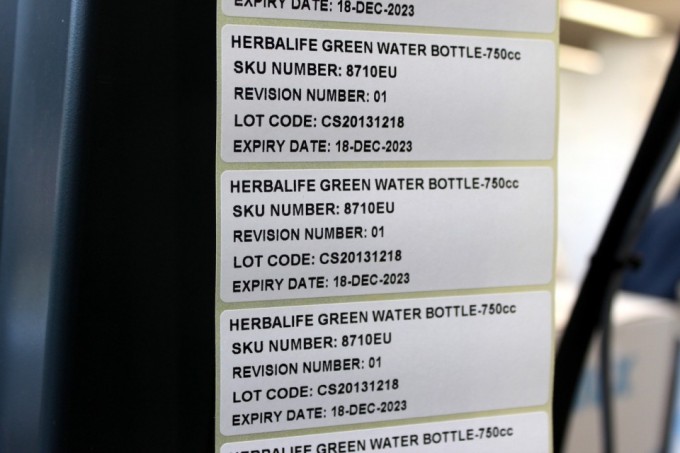 EXPIRY DATE: 18-DEC-2023
HERBALIFE GREEN WATER BOTTLE-750cc
SKU NUMBER: 8710EU
REVISION NUMBER: 01
LOT CODE: CS20131218
EXPIRY DATE: 18-DEC-2023
HERBALIFE GREEN WATER BOTTLE-750cc
SKU NUMBER: 8710EU
REVISION NUMBER: 01
LOT CODE: CS20131218
EXPIRY DATE: 18-DEC-2023
HERBALIFE GREEN WATER BOTTLE-750cc
SKU NUMBER: 8710EU
REVISION NUMBER: 01
LOT CODE: CS20131218
EXPIRY DATE: 18-DEC-2023
HERBALIFE GREEN WATER BOTTLE-750cc